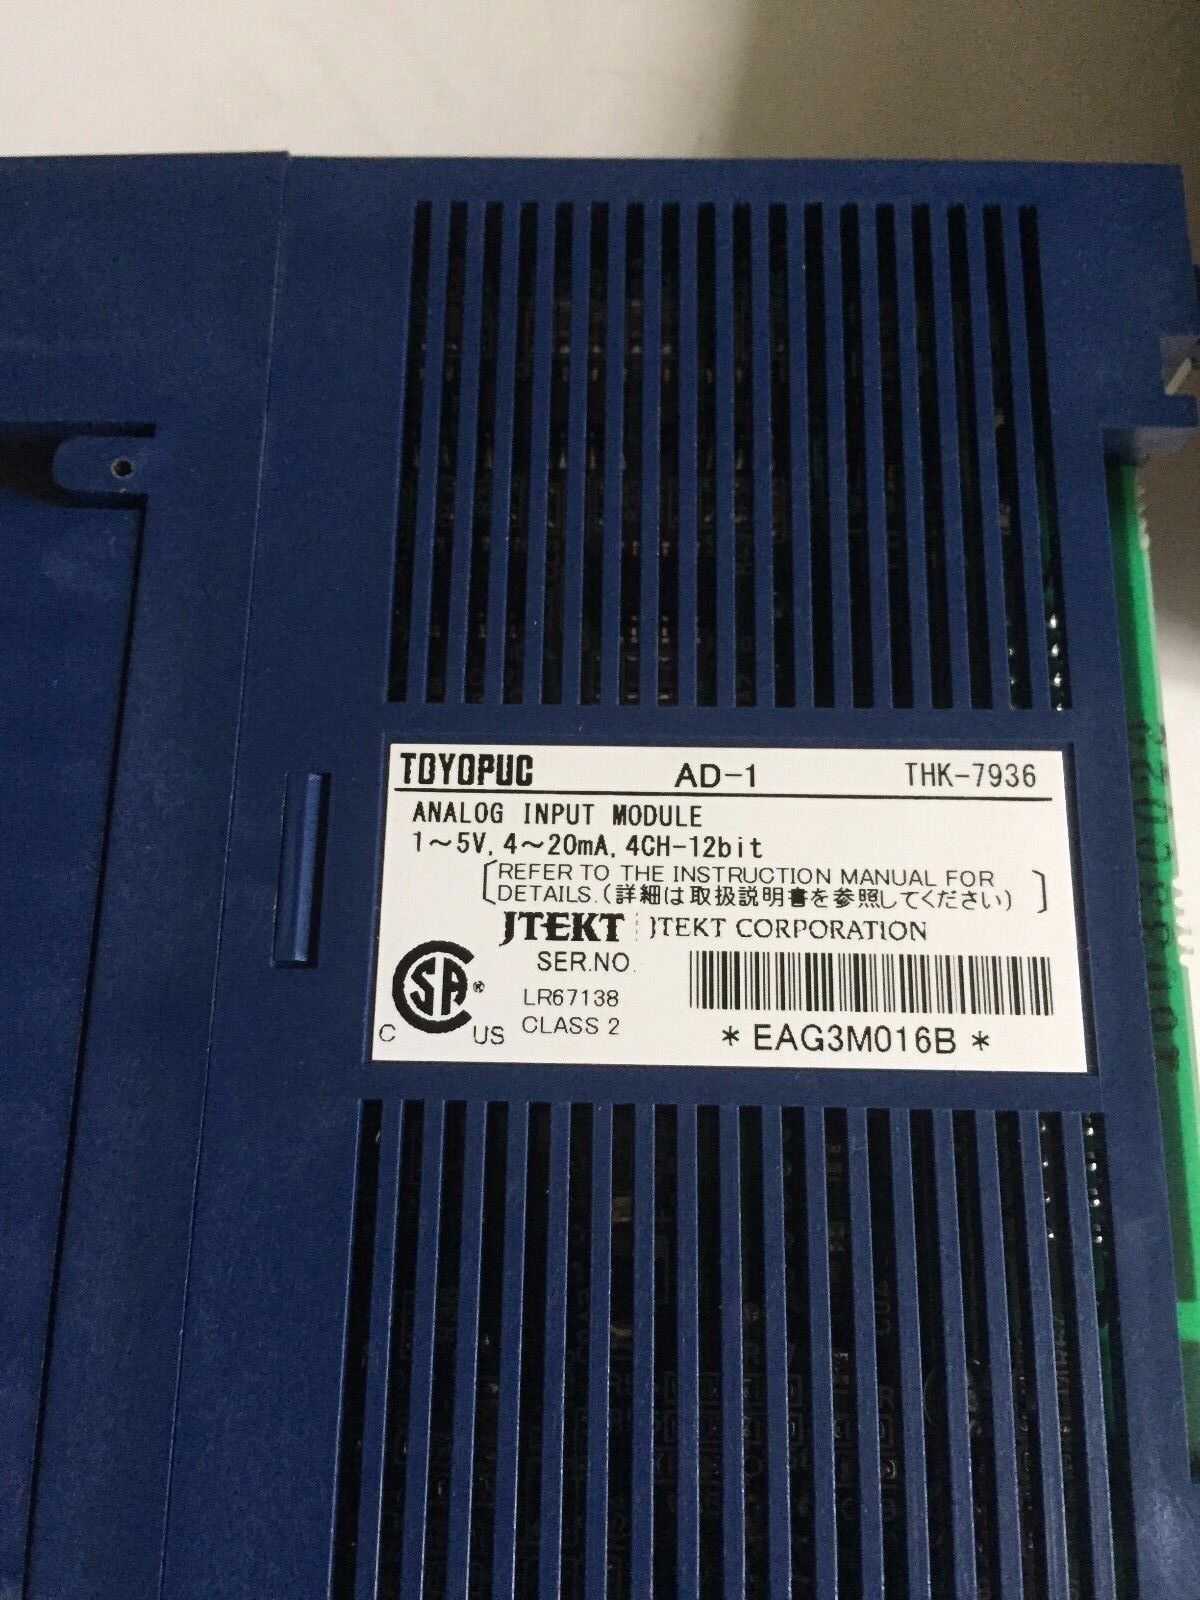 TOYOPUC AD-1 THK-7936
ANALOG INPUT MODULE
1～5V, 4～20mA, 4CH-12bit
REFER TO THE INSTRUCTION MANUAL FOR
DETAILS.(詳細は取扱説明書を参照してください)
JTEKT JTEKT CORPORATION
SER.NO.
LR67138
CLASS 2
C SA ® US
*EAG3M016B*